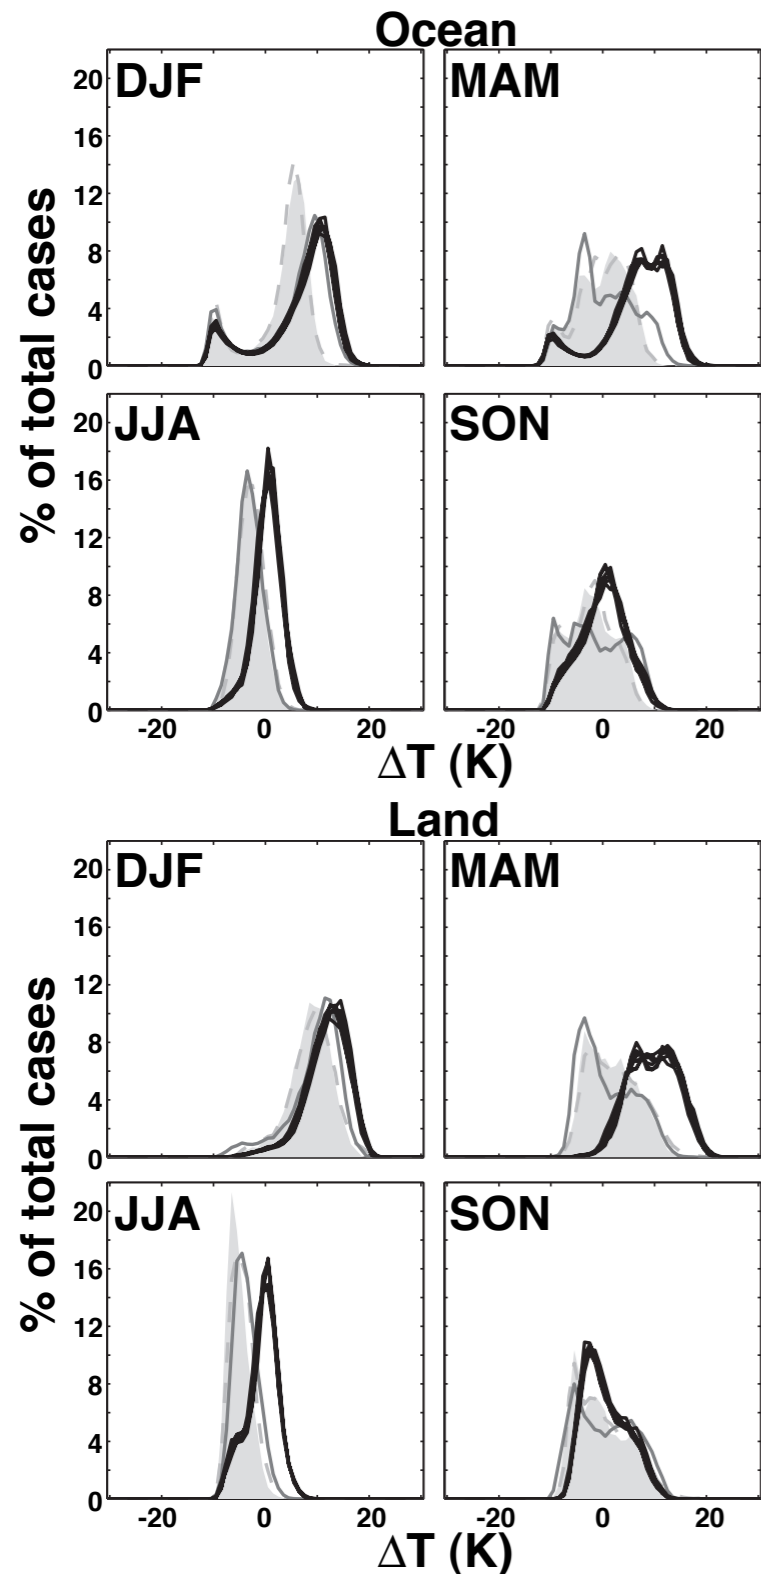 Ocean
DJF
MAM
20
16
12
8
4
0
% of total cases
JJA
SON
20
16
12
8
4
0
-20 0 20 -20 0 20
ΔT (K)
Land
DJF
MAM
20
16
12
8
4
0
% of total cases
JJA
SON
20
16
12
8
4
0
-20 0 20 -20 0 20
ΔT (K)